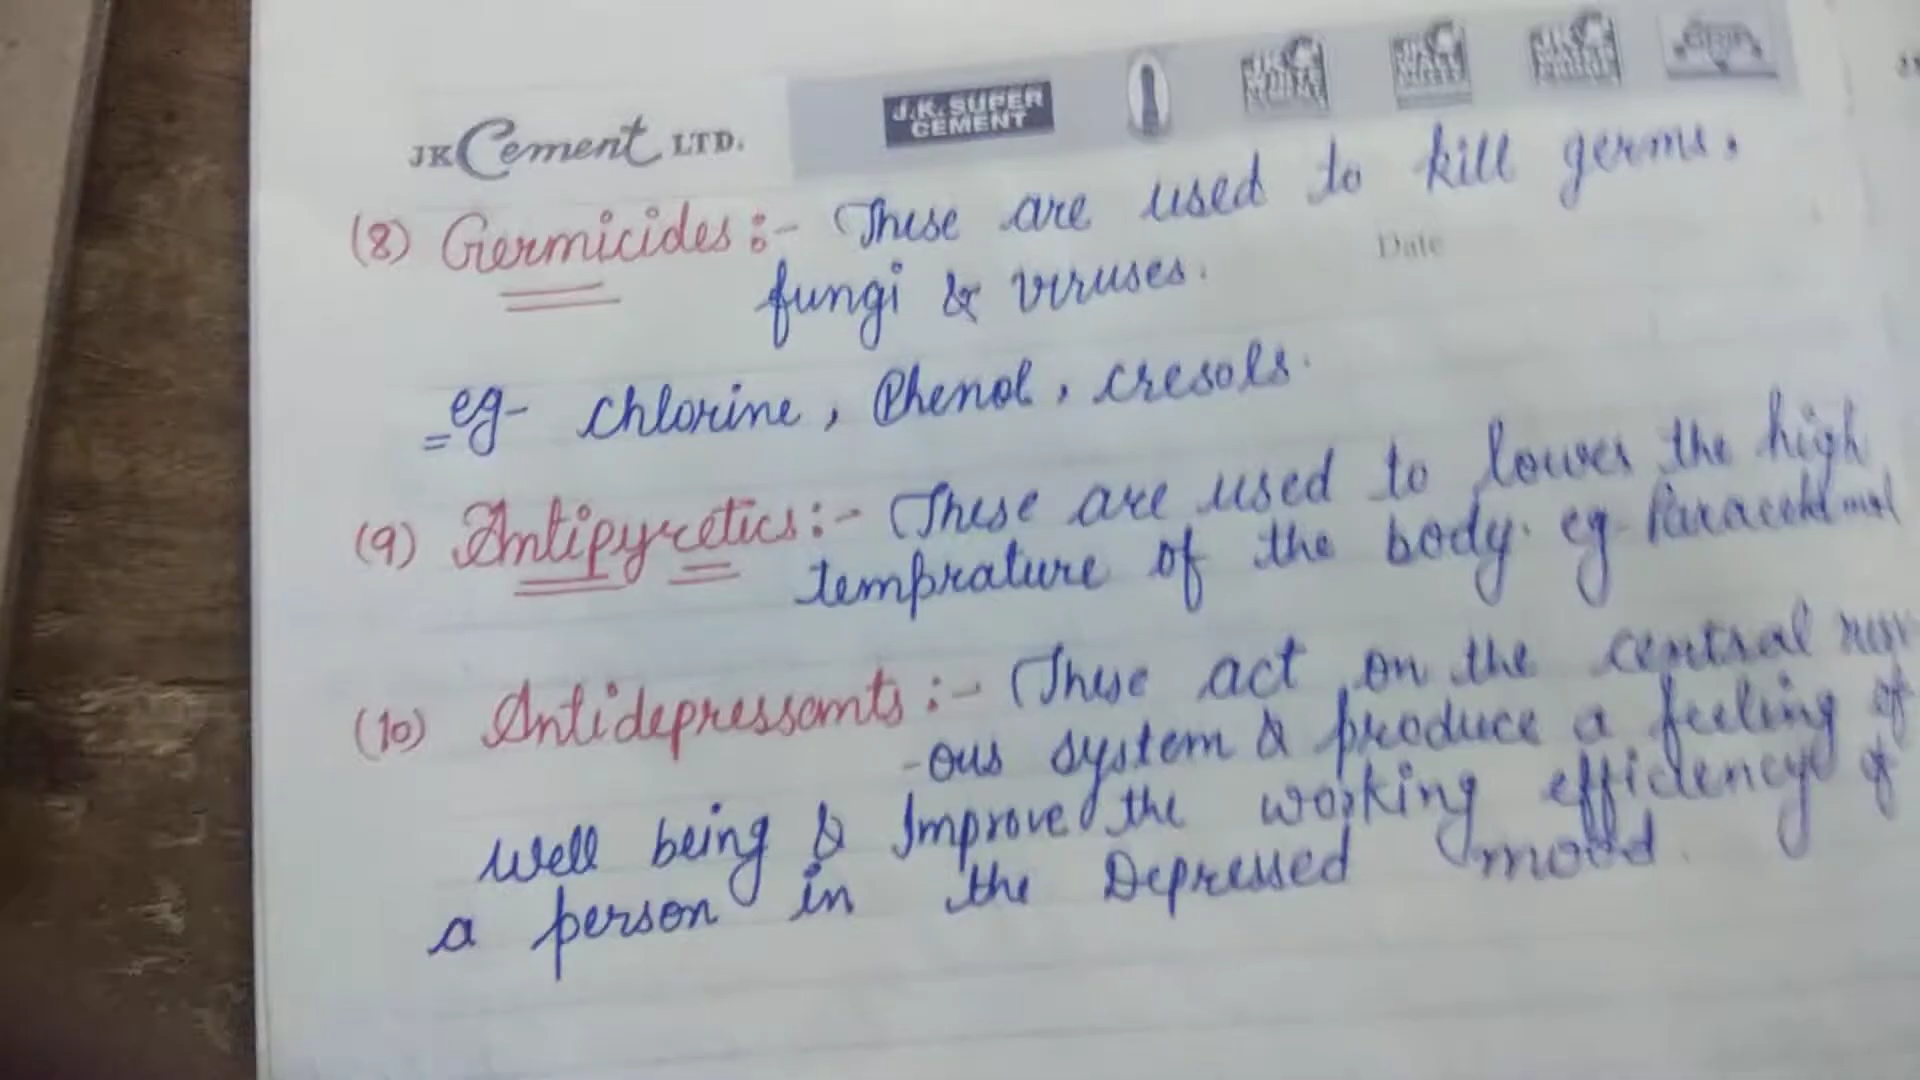 JK Cement LTD.
J.K. SUPER
CEMENT
(8) Germicides :- These are used to kill germs,
Date
fungi & viruses.
eg- chlorine, Phenol, cresols.
(9) Antipyretics :- These are used to lower the high
temprature of the body. eg-
(10) Antidepressants :- These act on the central nerv
-ous system & produce a feeling of
well being & Improve the working efficiency of
a person in the Depressed mood.